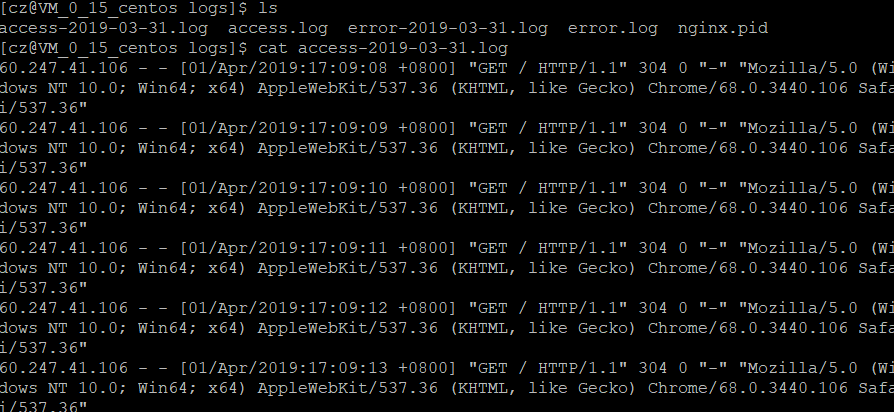 [cz@VM_0_15_centos logs]$ ls
access-2019-03-31.log  access.log  error-2019-03-31.log  error.log  nginx.pid
[cz@VM_0_15_centos logs]$ cat access-2019-03-31.log
60.247.41.106 - - [01/Apr/2019:17:09:08 +0800] "GET / HTTP/1.1" 304 0 "-" "Mozilla/5.0 (Wi
dows NT 10.0; Win64; x64) AppleWebKit/537.36 (KHTML, like Gecko) Chrome/68.0.3440.106 Safa
i/537.36"
60.247.41.106 - - [01/Apr/2019:17:09:09 +0800] "GET / HTTP/1.1" 304 0 "-" "Mozilla/5.0 (Wi
dows NT 10.0; Win64; x64) AppleWebKit/537.36 (KHTML, like Gecko) Chrome/68.0.3440.106 Safa
i/537.36"
60.247.41.106 - - [01/Apr/2019:17:09:10 +0800] "GET / HTTP/1.1" 304 0 "-" "Mozilla/5.0 (Wi
dows NT 10.0; Win64; x64) AppleWebKit/537.36 (KHTML, like Gecko) Chrome/68.0.3440.106 Safa
i/537.36"
60.247.41.106 - - [01/Apr/2019:17:09:11 +0800] "GET / HTTP/1.1" 304 0 "-" "Mozilla/5.0 (Wi
dows NT 10.0; Win64; x64) AppleWebKit/537.36 (KHTML, like Gecko) Chrome/68.0.3440.106 Safa
i/537.36"
60.247.41.106 - - [01/Apr/2019:17:09:12 +0800] "GET / HTTP/1.1" 304 0 "-" "Mozilla/5.0 (Wi
dows NT 10.0; Win64; x64) AppleWebKit/537.36 (KHTML, like Gecko) Chrome/68.0.3440.106 Safa
i/537.36"
60.247.41.106 - - [01/Apr/2019:17:09:13 +0800] "GET / HTTP/1.1" 304 0 "-" "Mozilla/5.0 (Wi
dows NT 10.0; Win64; x64) AppleWebKit/537.36 (KHTML, like Gecko) Chrome/68.0.3440.106 Safa
i/537.36"